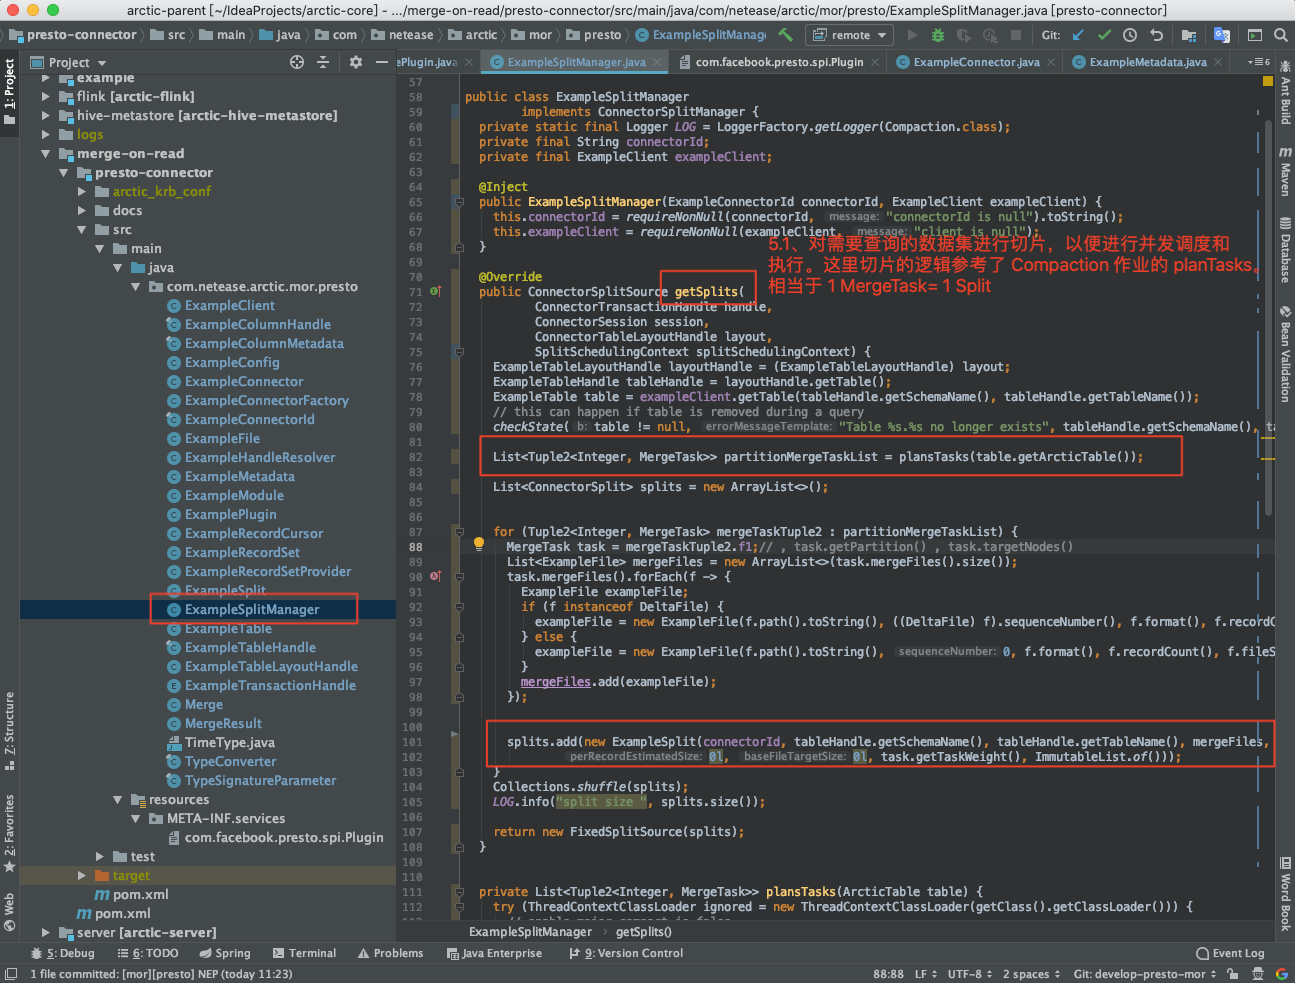 arctic-parent [~/IdeaProjects/arctic-core] - .../merge-on-read/presto-connector/src/main/java/com/netease/arctic/mor/presto/ExampleSplitManager.java [presto-connector]
presto-connector src main java com netease arctic mor presto ExampleSplitManage remote Git:
1: Project
Z: Structure
2: Favorites
Web
Project
example
flink [arctic-flink]
hive-metastore [arctic-hive-metastore]
logs
merge-on-read
presto-connector
arctic_krb_conf
docs
src
main
java
com.netease.arctic.mor.presto
ExampleClient
ExampleColumnHandle
ExampleColumnMetadata
ExampleConfig
ExampleConnector
ExampleConnectorFactory
ExampleConnectorId
ExampleFile
ExampleHandleResolver
ExampleMetadata
ExampleModule
ExamplePlugin
ExampleRecordCursor
ExampleRecordSet
ExampleRecordSetProvider
ExampleSplit
ExampleSplitManager
ExampleTable
ExampleTableHandle
ExampleTableLayoutHandle
ExampleTransactionHandle
Merge
MergeResult
TimeType.java
TypeConverter
TypeSignatureParameter
resources
META-INF.services
com.facebook.presto.spi.Plugin
test
target
pom.xml
pom.xml
server [arctic-server]
ePlugin.java ExampleSplitManager.java com.facebook.presto.spi.Plugin ExampleConnector.java ExampleMetadata.java 6
57
58 public class ExampleSplitManager
59 implements ConnectorSplitManager {
60 private static final Logger LOG = LoggerFactory.getLogger(Compaction.class);
61 private final String connectorId;
62 private final ExampleClient exampleClient;
63
64 @Inject
65 public ExampleSplitManager(ExampleConnectorId connectorId, ExampleClient exampleClient) {
66 this.connectorId = requireNonNull(connectorId, message: "connectorId is null").toString();
67 this.exampleClient = requireNonNull(exampleClient, message: "client is null");
68 }
5.1、对需要查询的数据集进行切片，以便进行并发调度和
执行。这里切片的逻辑参考了 Compaction 作业的 planTasks。
相当于 1 MergeTask= 1 Split
69
70 @Override
71 public ConnectorSplitSource getSplits(
72 ConnectorTransactionHandle handle,
73 ConnectorSession session,
74 ConnectorTableLayoutHandle layout,
75 SplitSchedulingContext splitSchedulingContext) {
76 ExampleTableLayoutHandle layoutHandle = (ExampleTableLayoutHandle) layout;
77 ExampleTableHandle tableHandle = layoutHandle.getTable();
78 ExampleTable table = exampleClient.getTable(tableHandle.getSchemaName(), tableHandle.getTableName());
79 // this can happen if table is removed during a query
80 checkState( b: table != null, errorMessageTemplate: "Table %s.%s no longer exists", tableHandle.getSchemaName(), ta
81
82 List<Tuple2<Integer, MergeTask>> partitionMergeTaskList = plansTasks(table.getArcticTable());
83
84 List<ConnectorSplit> splits = new ArrayList<>();
85
86
87 for (Tuple2<Integer, MergeTask> mergeTaskTuple2 : partitionMergeTaskList) {
88 MergeTask task = mergeTaskTuple2.f1;// , task.getPartition() , task.targetNodes()
89 List<ExampleFile> mergeFiles = new ArrayList<>(task.mergeFiles().size());
90 task.mergeFiles().forEach(f -> {
91 ExampleFile exampleFile;
92 if (f instanceof DeltaFile) {
93 exampleFile = new ExampleFile(f.path().toString(), ((DeltaFile) f).sequenceNumber(), f.format(), f.recordC
94 } else {
95 exampleFile = new ExampleFile(f.path().toString(), sequenceNumber: 0, f.format(), f.recordCount(), f.fileS
96 }
97 mergeFiles.add(exampleFile);
98 });
99
100
101 splits.add(new ExampleSplit(connectorId, tableHandle.getSchemaName(), tableHandle.getTableName(), mergeFiles,
102 perRecordEstimatedSize: 0l, baseFileTargetSize: 0l, task.getTaskWeight(), ImmutableList.of()));
103 }
104 Collections.shuffle(splits);
105 LOG.info("split size ", splits.size());
106
107 return new FixedSplitSource(splits);
108 }
109
110
111 private List<Tuple2<Integer, MergeTask>> plansTasks(ArcticTable table) {
112 try (ThreadContextClassLoader ignored = new ThreadContextClassLoader(getClass().getClassLoader())) {
ExampleSplitManager getSplits()
Ant Build
Maven
Database
Bean Validation
Word Book
5: Debug 6: TODO Spring Terminal Problems Java Enterprise 9: Version Control Event Log
1 file committed: [mor][presto] NEP (today 11:23) 88:88 LF UTF-8 2 spaces Git: develop-presto-mor